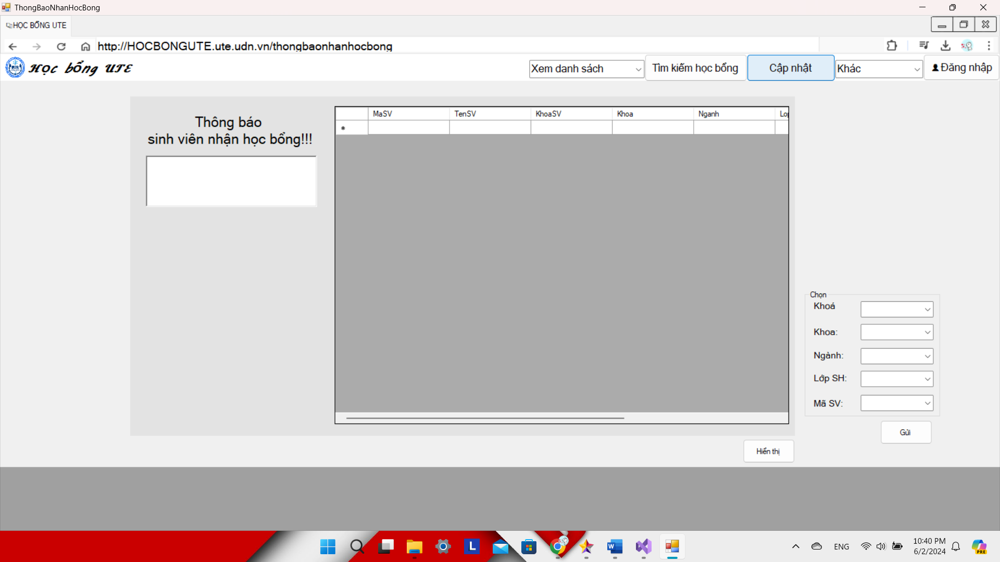 ThongBaoNhanHocBong
HỌC BỔNG UTE
http://HOCBONGUTE.ute.udn.vn/thongbaonhanhocbong
Học bổng UTE
Xem danh sách
Tìm kiếm học bổng
Cập nhật
Khác
Đăng nhập
Thông báo
sinh viên nhận học bổng!!!
MaSV TenSV KhoaSV Khoa Nganh
Chọn
Khoá
Khoa:
Ngành:
Lớp SH:
Mã SV:
Gửi
Hiển thị
ENG
10:40 PM
6/2/2024
PRE